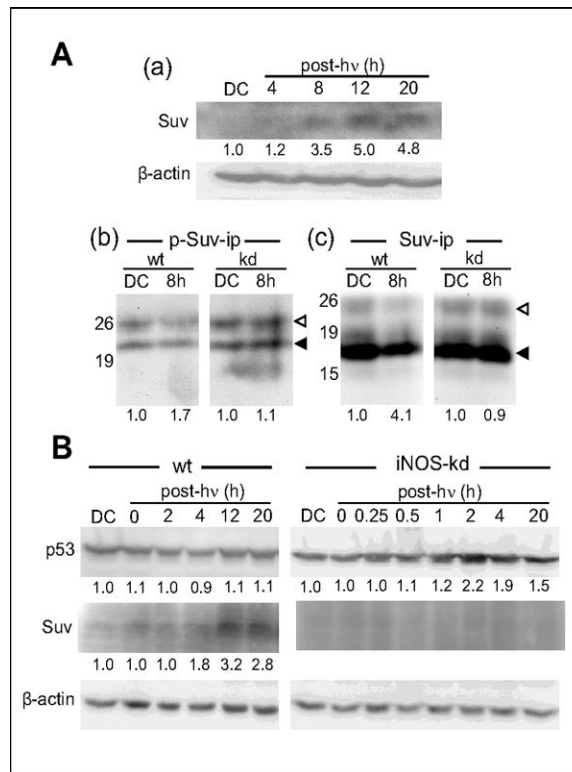 A
(a)
post-hν (h)
DC 4 8 12 20
Suv
1.0 1.2 3.5 5.0 4.8
β-actin
(b) p-Suv-ip
wt kd
DC 8h DC 8h
26
19
1.0 1.7 1.0 1.1
(c) Suv-ip
wt kd
DC 8h DC 8h
26
19
15
1.0 4.1 1.0 0.9
B
wt
post-hν (h)
DC 0 2 4 12 20
p53
1.0 1.1 1.0 0.9 1.1 1.1
Suv
1.0 1.0 1.0 1.8 3.2 2.8
β-actin
iNOS-kd
post-hν (h)
DC 0 0.25 0.5 1 2 4 20
1.0 1.0 1.0 1.1 1.2 2.2 1.9 1.5